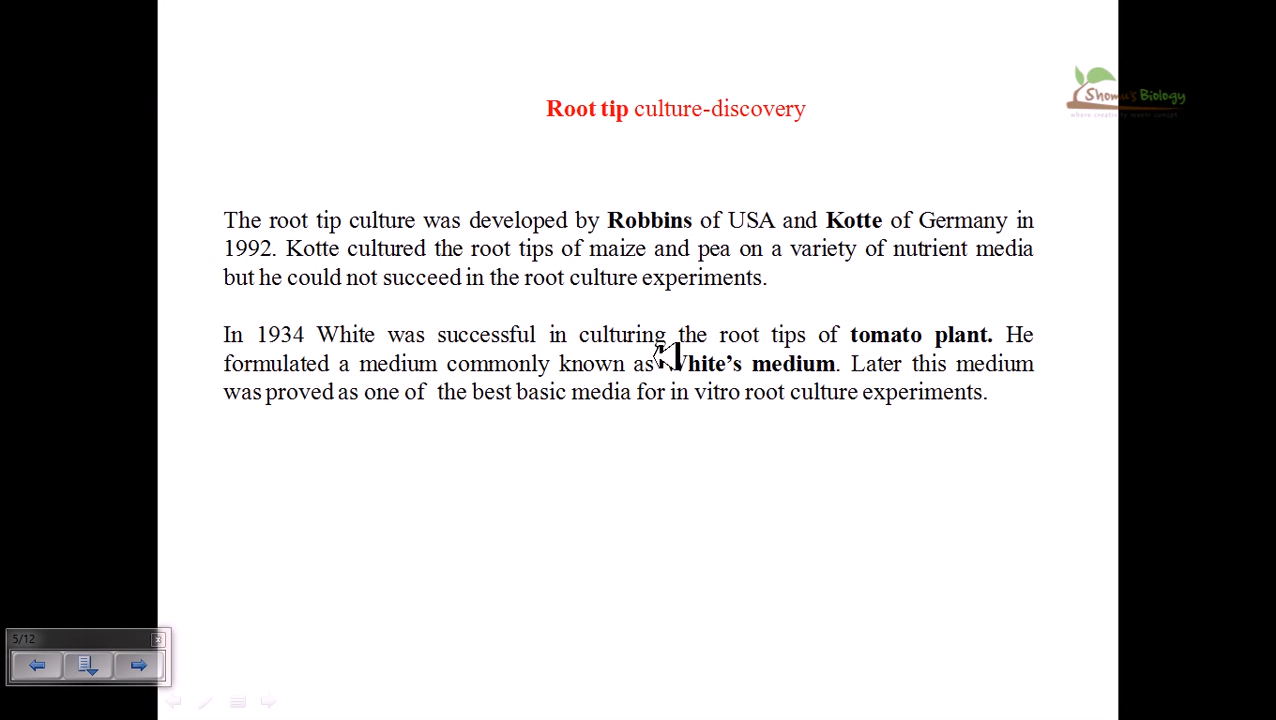 Shomu's Biology
where creativity meets concept
Root tip culture-discovery
The root tip culture was developed by Robbins of USA and Kotte of Germany in
1992. Kotte cultured the root tips of maize and pea on a variety of nutrient media
but he could not succeed in the root culture experiments.
In 1934 White was successful in culturing the root tips of tomato plant. He
formulated a medium commonly known as White's medium. Later this medium
was proved as one of the best basic media for in vitro root culture experiments.
5/12